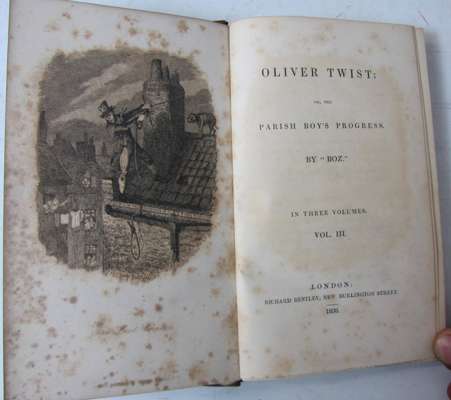 OLIVER TWIST;
OR, THE
PARISH BOY'S PROGRESS.
BY "BOZ."
IN THREE VOLUMES.
VOL. III.
LONDON:
RICHARD BENTLEY, NEW BURLINGTON STREET.
1838.